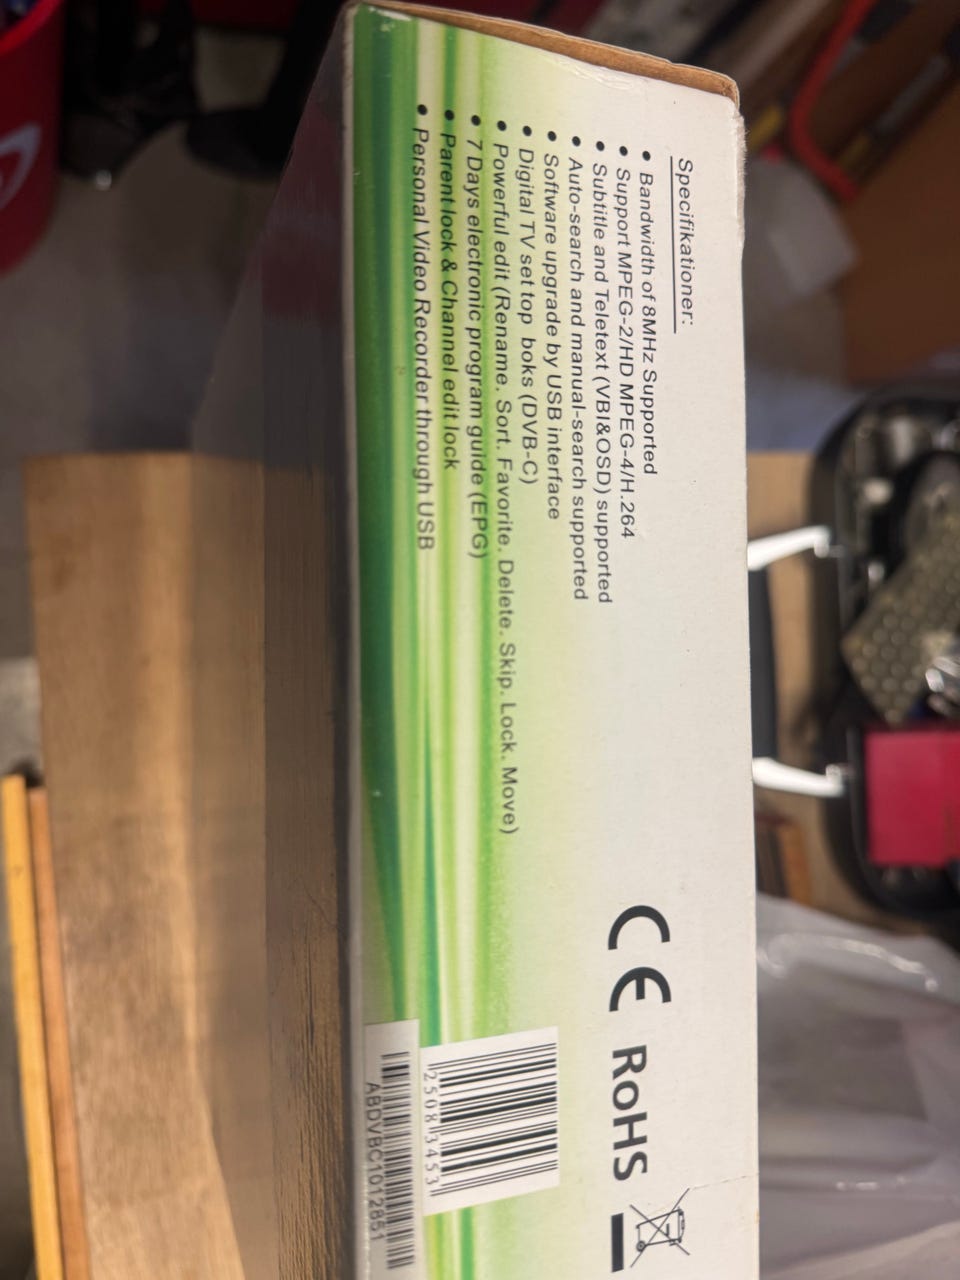 Specifikationer:
• Bandwidth of 8MHz Supported
• Support MPEG-2/HD MPEG-4/H.264
• Subtitle and Teletext (VBI&OSD) supported
• Auto-search and manual-search supported
• Software upgrade by USB interface
• Digital TV set top boks (DVB-C)
• Powerful edit (Rename. Sort. Favorite. Delete. Skip. Lock. Move)
• 7 Days electronic program guide (EPG)
• Parent lock & Channel edit lock
• Personal Video Recorder through USB
CE RoHS
25083453
ABDVBC1012851